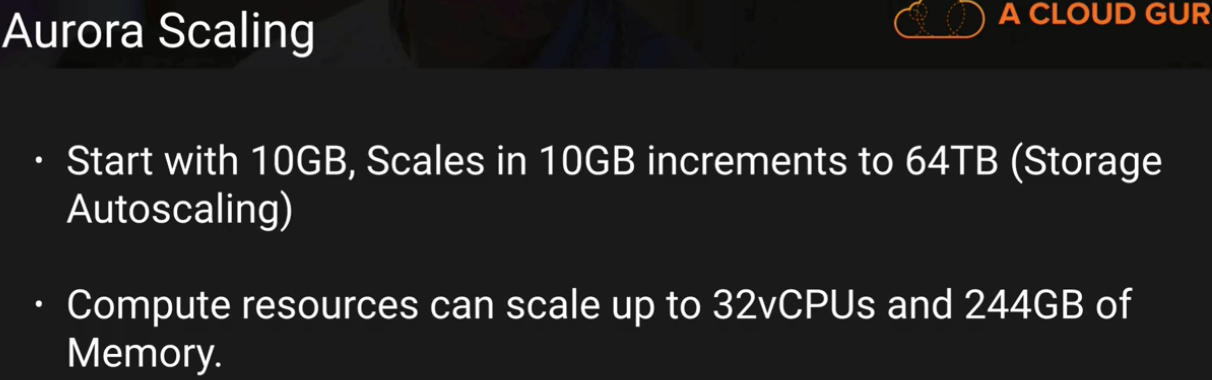 Aurora Scaling
A CLOUD GUR
· Start with 10GB, Scales in 10GB increments to 64TB (Storage
Autoscaling)
· Compute resources can scale up to 32vCPUs and 244GB of
Memory.